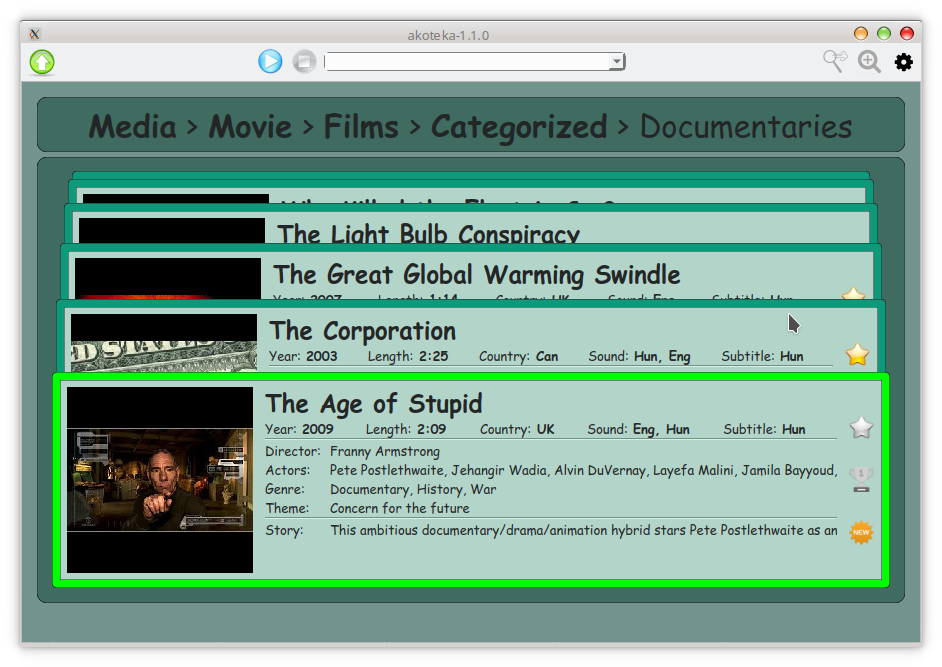 akoteka-1.1.0
Media > Movie > Films > Categorized > Documentaries
The Light Bulb Conspiracy
The Great Global Warming Swindle
Year: 2007 Length: 1:14 Country: UK Sound: Eng Subtitle: Hun
The Corporation
Year: 2003 Length: 2:25 Country: Can Sound: Hun, Eng Subtitle: Hun
The Age of Stupid
Year: 2009 Length: 2:09 Country: UK Sound: Eng, Hun Subtitle: Hun
Director: Franny Armstrong
Actors: Pete Postlethwaite, Jehangir Wadia, Alvin DuVernay, Layefa Malini, Jamila Bayyoud,
1
Genre: Documentary, History, War
Theme: Concern for the future
Story: This ambitious documentary/drama/animation hybrid stars Pete Postlethwaite as an
NEW